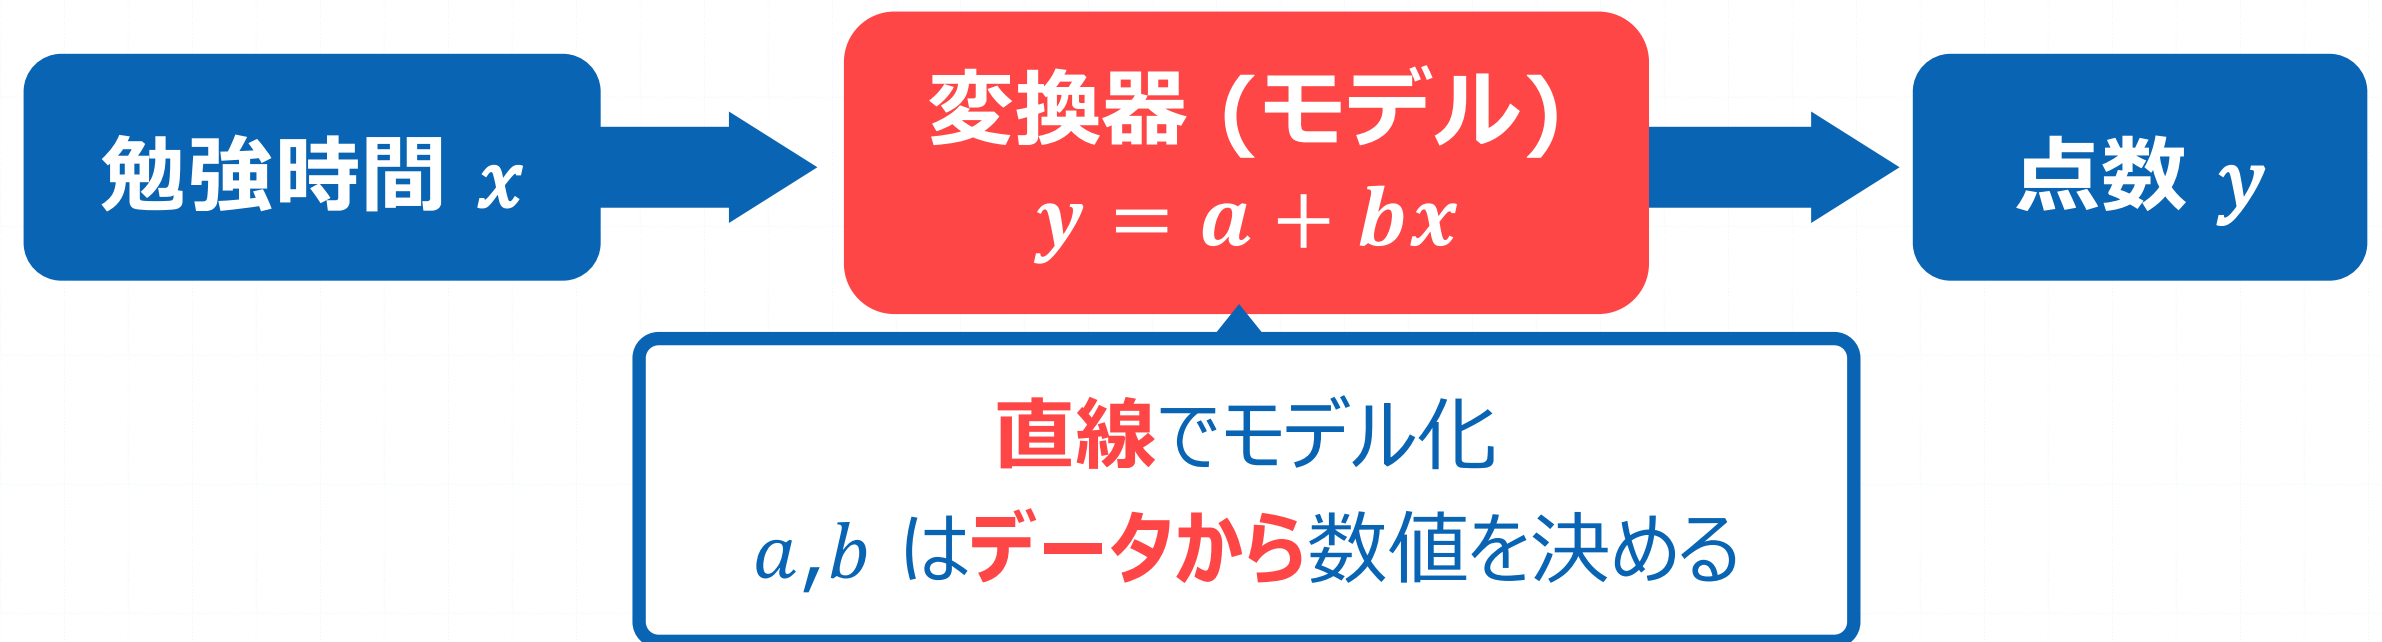 勉強時間 x
変換器 (モデル)
y = a + bx
点数 y
直線でモデル化
a,b はデータから数値を決める